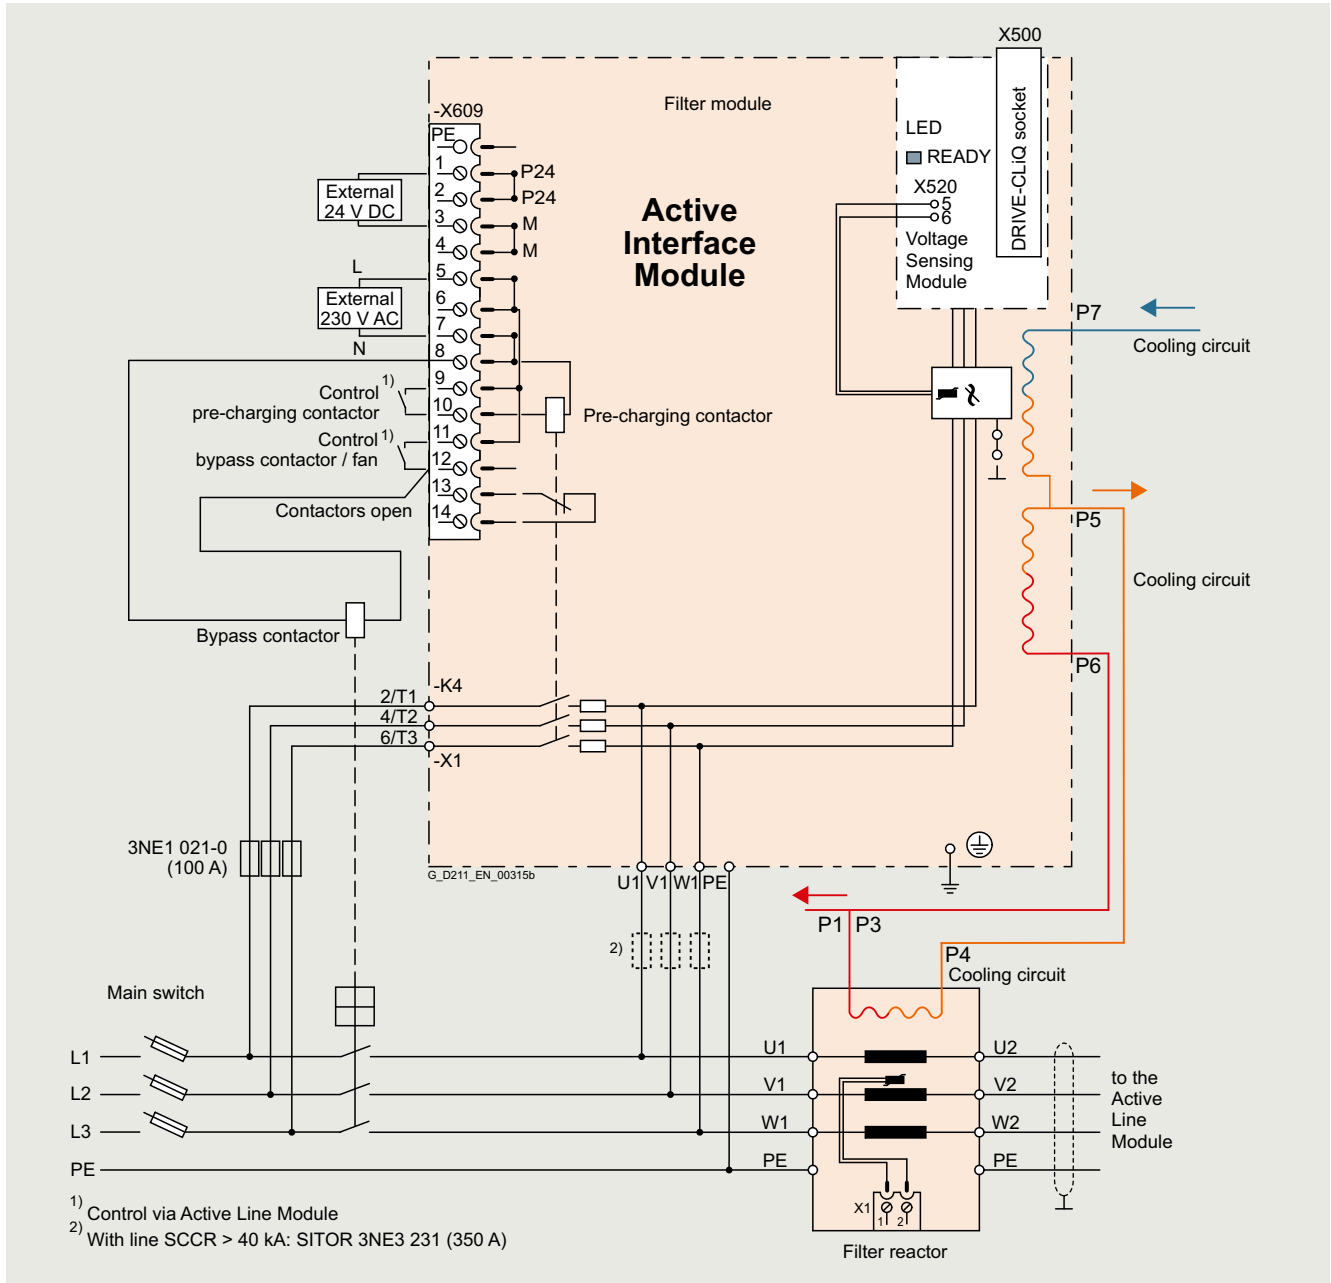 X500
Filter module
-X609
DRIVE-CLiQ socket
LED
READY
X520
5
6
Voltage
Sensing
Module
Active
Interface
Module
PE
1
2
3
4
5
6
7
8
9
10
11
12
13
14
P24
P24
M
M
External
24 V DC
L
External
230 V AC
N
Control 1)
pre-charging contactor
Control 1)
bypass contactor / fan
Contactors open
Pre-charging contactor
Bypass contactor
P7
Cooling circuit
P5
Cooling circuit
P6
-K4
2/T1
4/T2
6/T3
-X1
3NE1 021-0
(100 A)
G_D211_EN_00315b
U1 V1 W1 PE
2)
P1 P3
P4
Cooling circuit
Main switch
L1
L2
L3
PE
U1
V1
W1
PE
U2
V2
W2
PE
to the
Active
Line
Module
X1
1 2
Filter reactor
1) Control via Active Line Module
2) With line SCCR > 40 kA: SITOR 3NE3 231 (350 A)